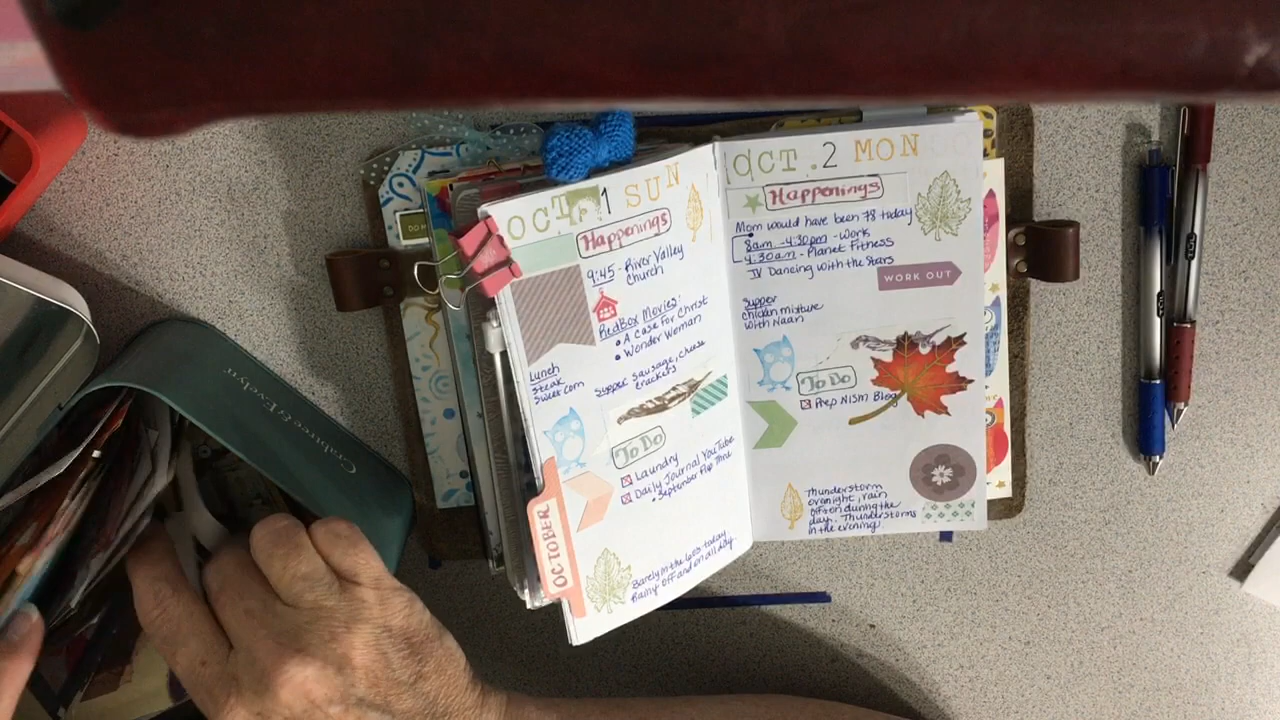 OCT. 1 SUN
Happenings
9:45 - River Valley
Church
RedBox Movies:
• A Case For Christ
• Wonder Woman
Lunch
Steak
Sweet Corn
Supper Sausage, cheese
crackers
To Do
Laundry
Daily Journal YouTube
• September Flip Thru
OCTOBER
Barely in the 60s today
Rainy off and on all day.
OCT. 2 MON
Happenings
Mom would have been 78 today
8am - 4:30pm - Work
4:30am - Planet Fitness
TV Dancing With the Stars
WORK OUT
Supper
Chicken mixture
With Naan
To Do
Prep NISM Blog
Thunderstorm
overnight, rain
off & on during the
day. Thunderstorms
in the evening.
Crabtree & Evelyn